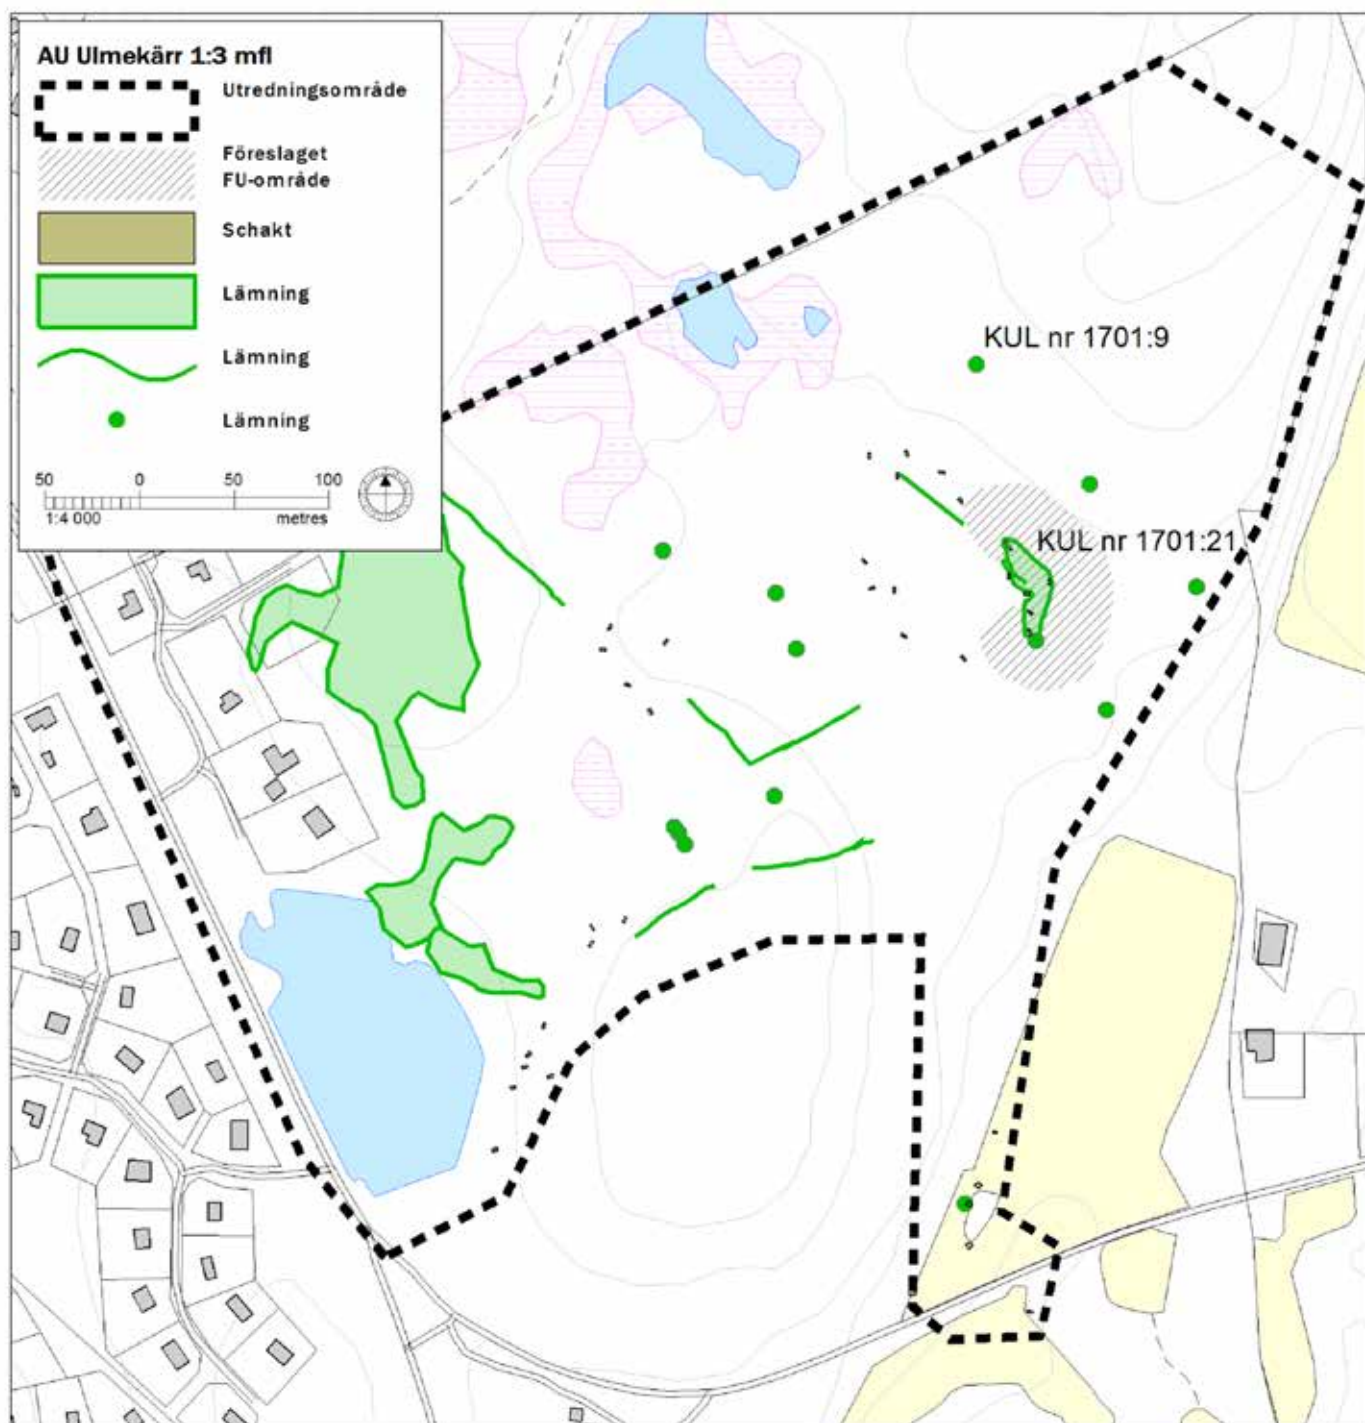 AU Ulmekärr 1:3 mfl
Utredningsområde
Föreslaget
FU-område
Schakt
Lämning
Lämning
Lämning
50 0 50 100
1:4 000 metres
KUL nr 1701:9
KUL nr 1701:21